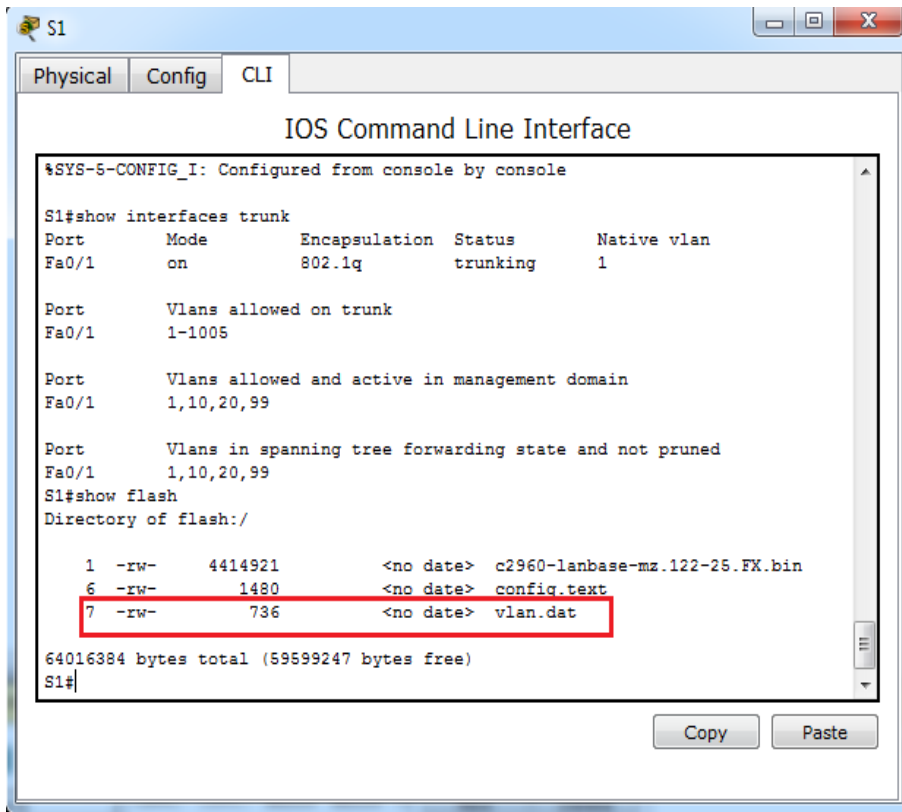 S1
Physical Config CLI
IOS Command Line Interface
%SYS-5-CONFIG_I: Configured from console by console
S1#show interfaces trunk
Port Mode Encapsulation Status Native vlan
Fa0/1 on 802.1q trunking 1
Port Vlans allowed on trunk
Fa0/1 1-1005
Port Vlans allowed and active in management domain
Fa0/1 1,10,20,99
Port Vlans in spanning tree forwarding state and not pruned
Fa0/1 1,10,20,99
S1#show flash
Directory of flash:/
1 -rw- 4414921 <no date> c2960-lanbase-mz.122-25.FX.bin
6 -rw- 1480 <no date> config.text
7 -rw- 736 <no date> vlan.dat
64016384 bytes total (59599247 bytes free)
S1#
Copy Paste